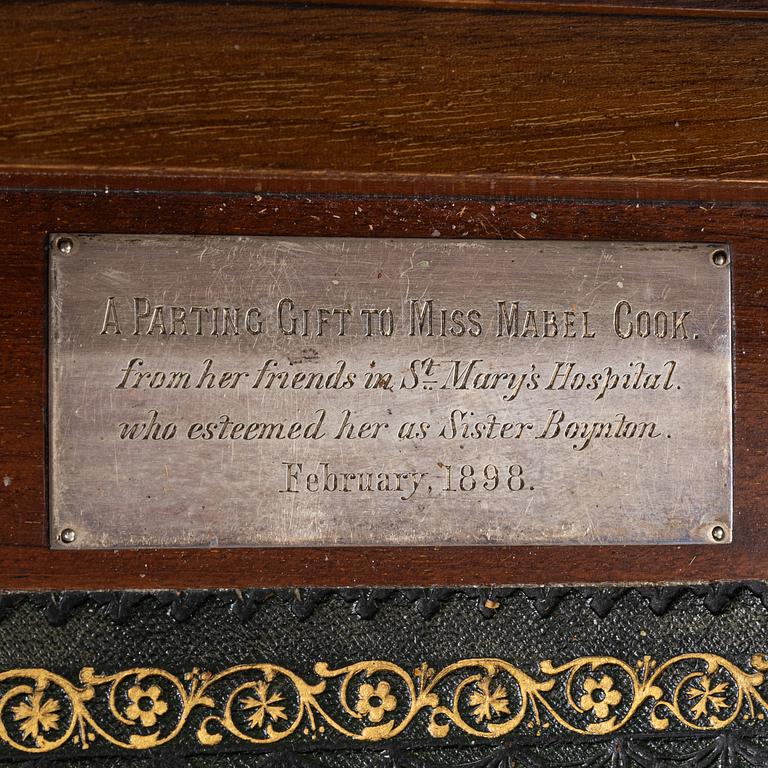 A PARTING GIFT TO MISS MABEL COOK.
from her friends in St. Mary's Hospital.
who esteemed her as Sister Boynton.
February, 1898.